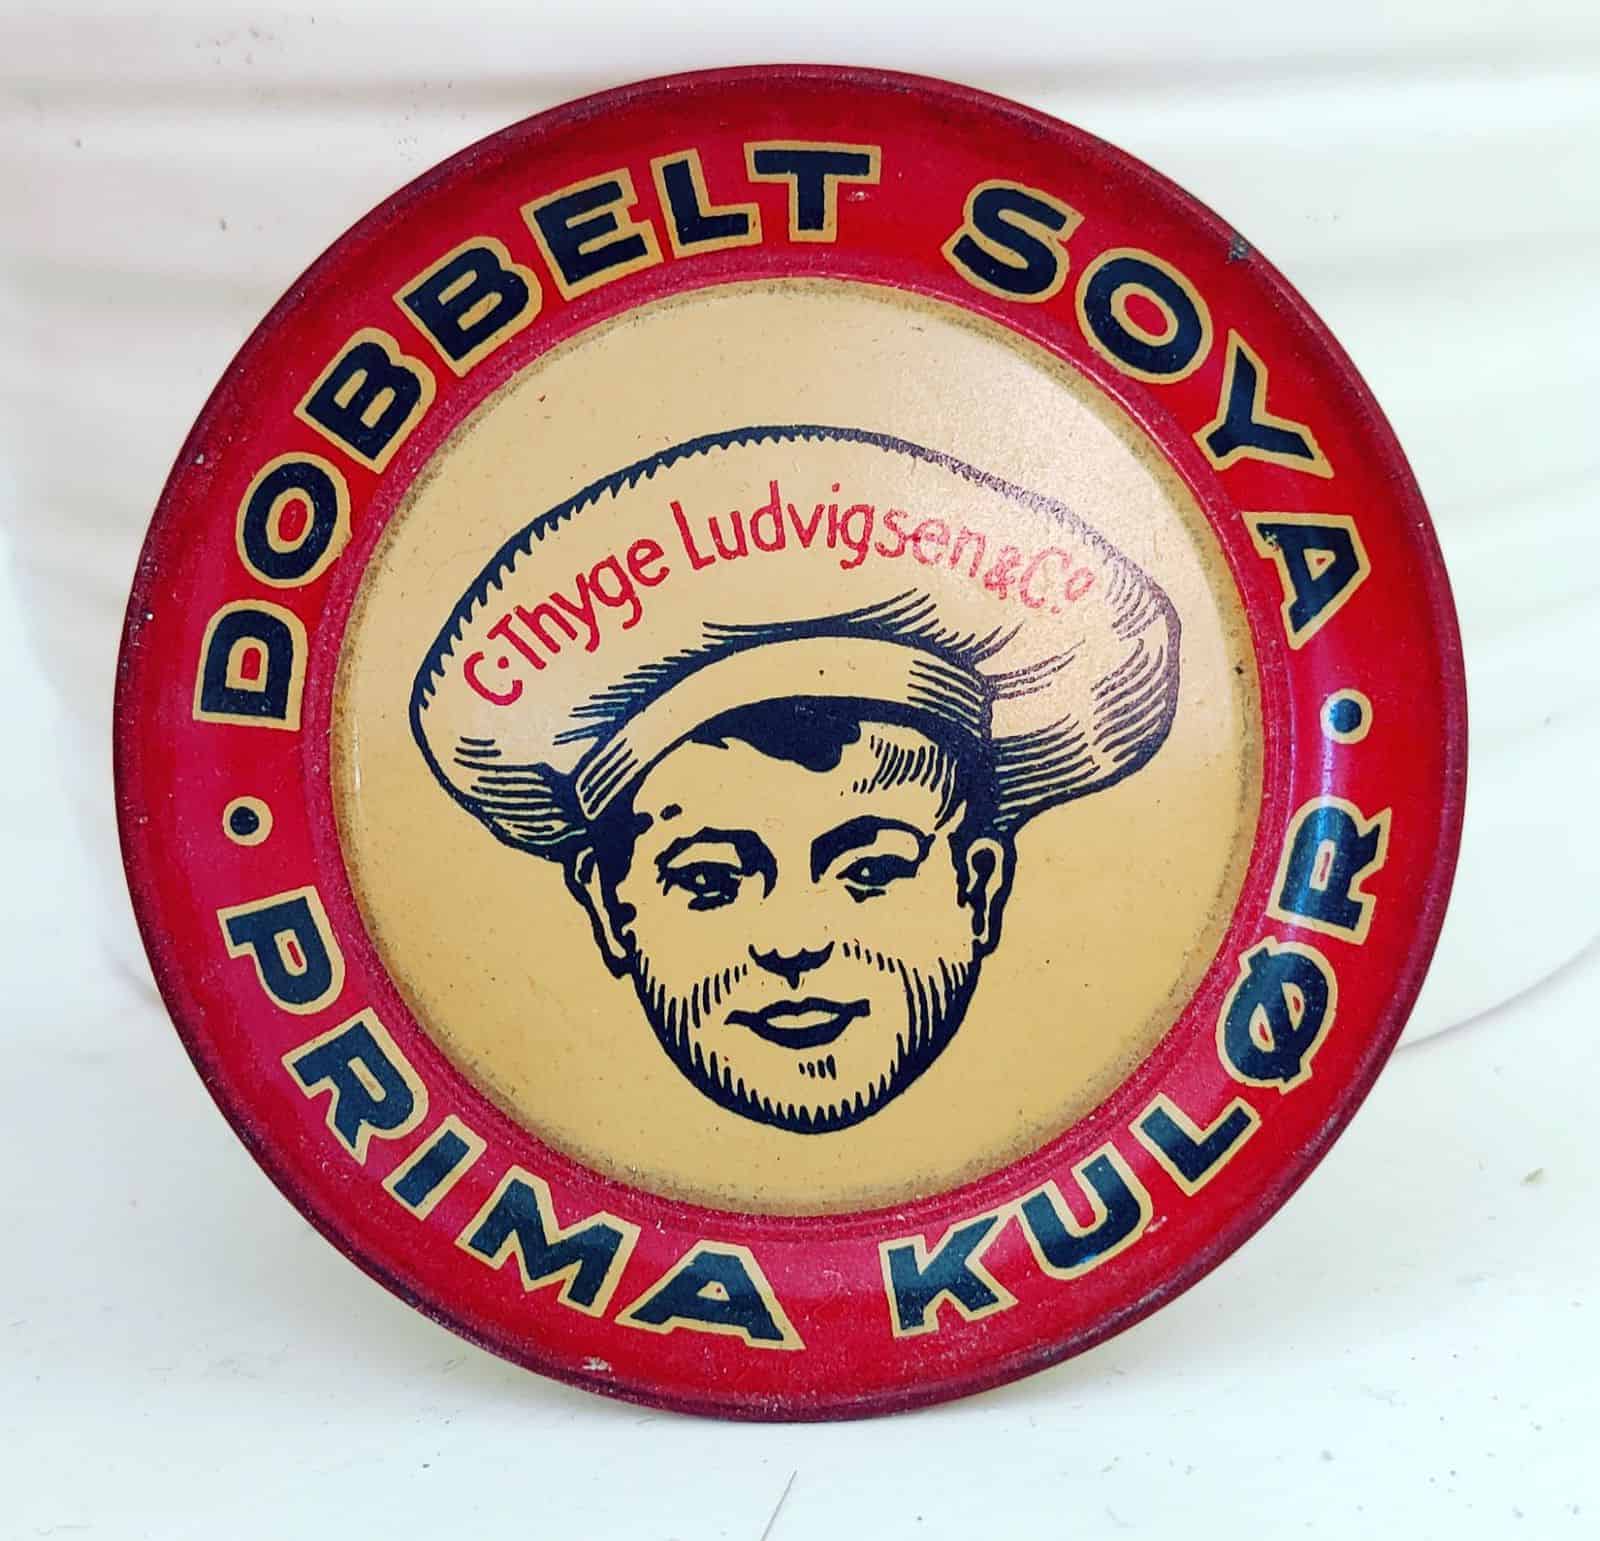 DOBBELT SOYA
C. Thyge Ludvigsen & Co
· PRIMA KULØR ·